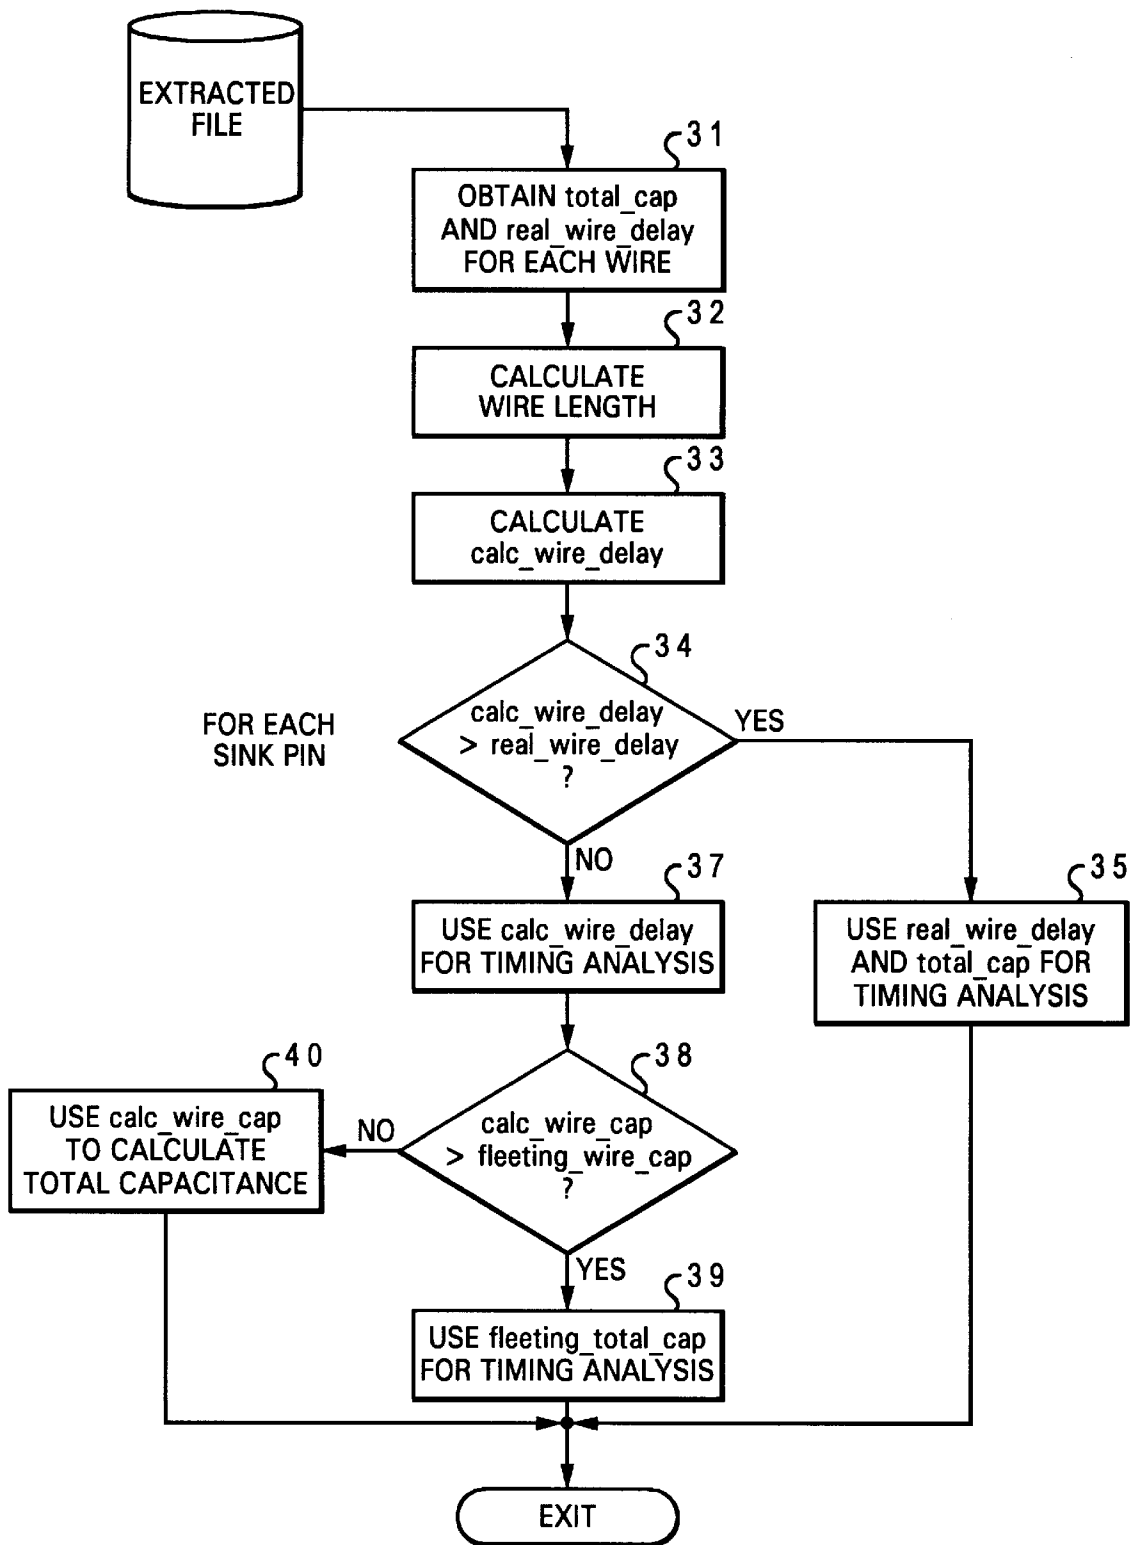 EXTRACTED
FILE
31
OBTAIN total_cap
AND real_wire_delay
FOR EACH WIRE
32
CALCULATE
WIRE LENGTH
33
CALCULATE
calc_wire_delay
34
calc_wire_delay
> real_wire_delay
?
FOR EACH
SINK PIN
YES
NO
37
USE calc_wire_delay
FOR TIMING ANALYSIS
35
USE real_wire_delay
AND total_cap FOR
TIMING ANALYSIS
38
calc_wire_cap
> fleeting_wire_cap
?
NO
40
USE calc_wire_cap
TO CALCULATE
TOTAL CAPACITANCE
YES
39
USE fleeting_total_cap
FOR TIMING ANALYSIS
EXIT